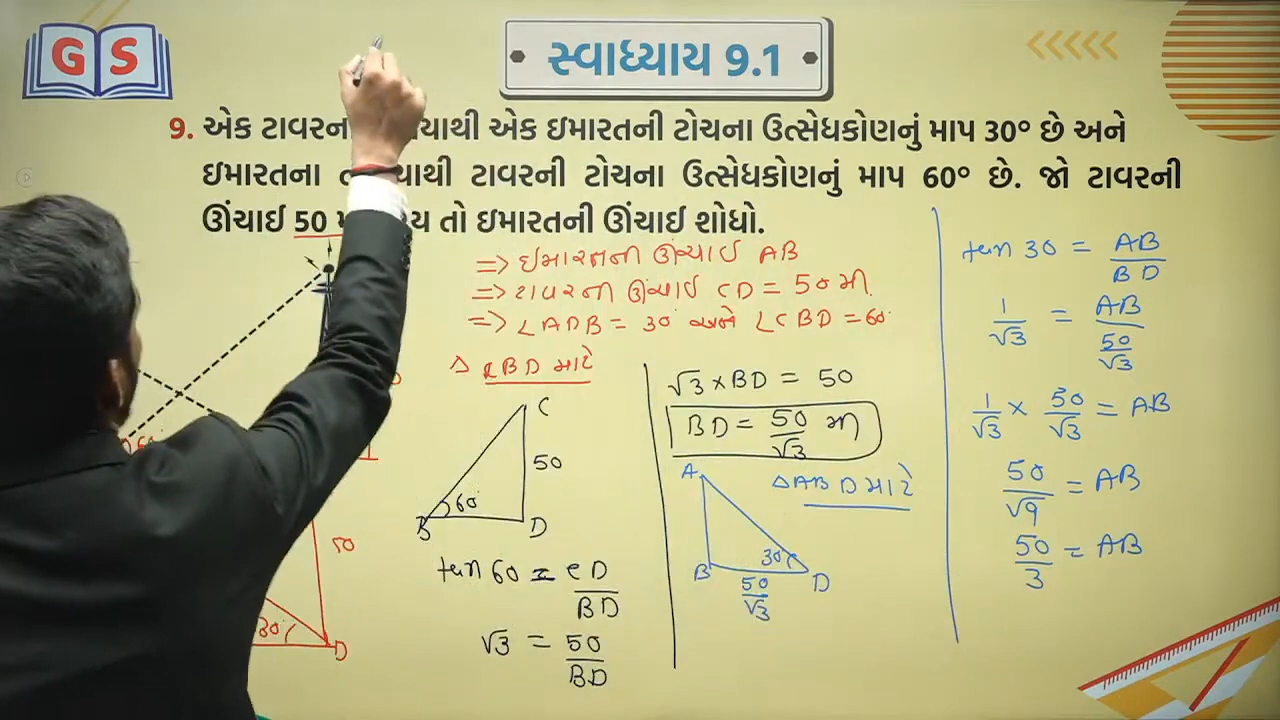 GS
સ્વાધ્યાય 9.1
9. એક ટાવરના યાથી એક ઇમારતની ટોચના ઉત્સેધકોણનું માપ 30° છે અને
ઇમારતના યાથી ટાવરની ટોચના ઉત્સેધકોણનું માપ 60° છે. જો ટાવરની
ઊંચાઈ 50 ય તો ઇમારતની ઊંચાઈ શોધો.
=> ઇમારતની ઊંચાઈ AB
=> ટાવરની ઊંચાઈ CD = 50 મી.
=> ∠ADB = 30° અને ∠CBD = 60°
△ CBD માટે
C
50
60°
B
D
tan 60 = CD/BD
√3 = 50/BD
√3 × BD = 50
BD = 50/√3 મી
△ABD માટે
A
30°
B
D
50/√3
tan 30 = AB/BD
1/√3 = AB/(50/√3)
1/√3 × 50/√3 = AB
50/√9 = AB
50/3 = AB
50
30°
D